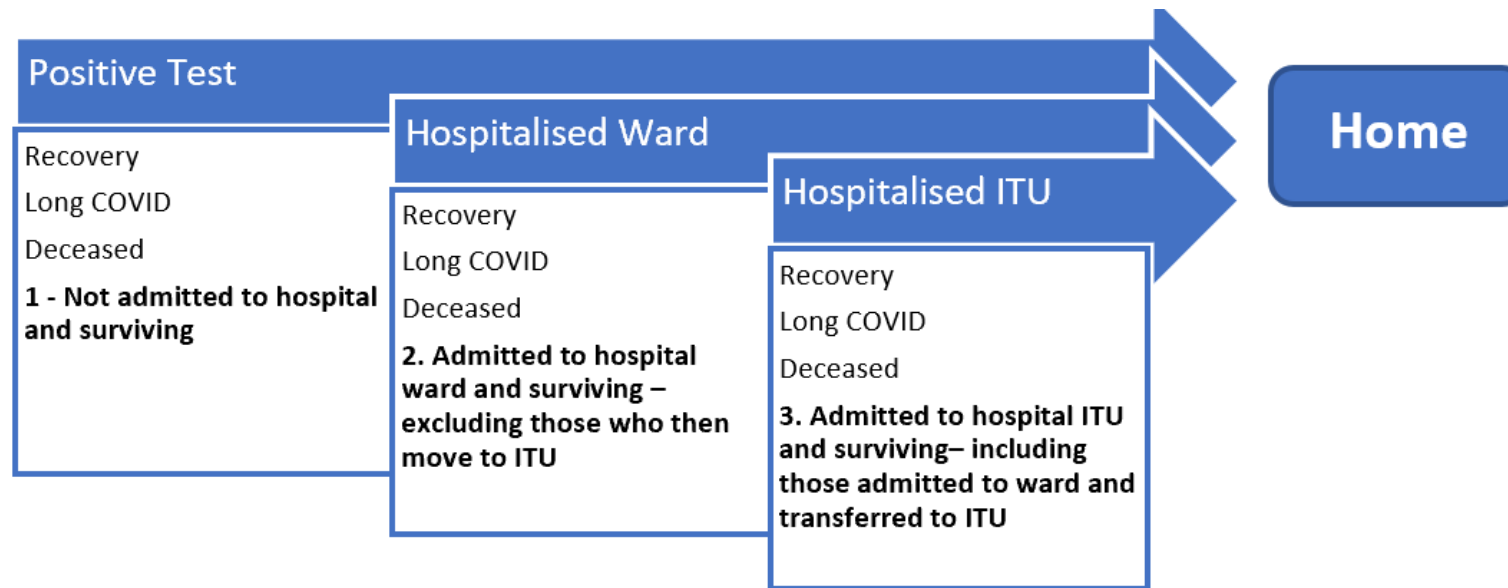 Positive Test
Recovery
Long COVID
Deceased
1 - Not admitted to hospital
and surviving
Hospitalised Ward
Recovery
Long COVID
Deceased
2. Admitted to hospital
ward and surviving –
excluding those who then
move to ITU
Hospitalised ITU
Recovery
Long COVID
Deceased
3. Admitted to hospital ITU
and surviving– including
those admitted to ward and
transferred to ITU
Home